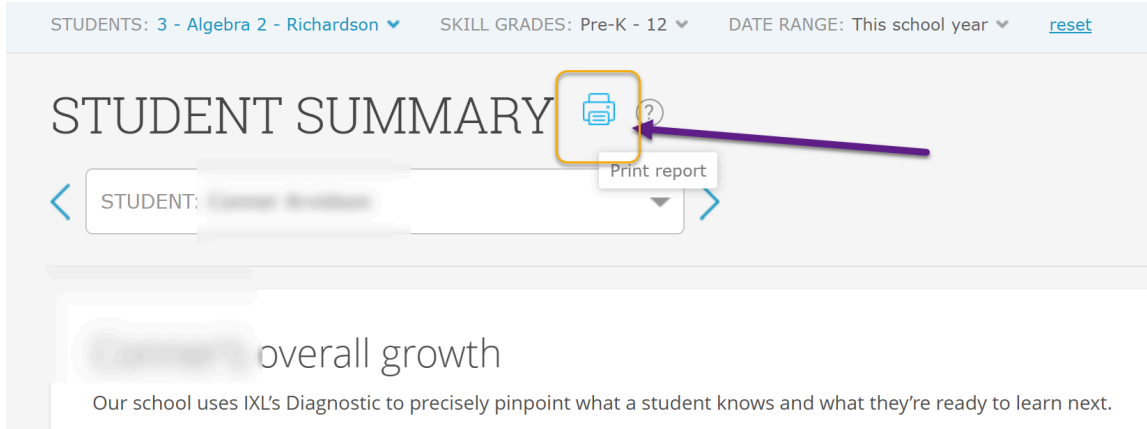 STUDENTS: 3 - Algebra 2 - Richardson SKILL GRADES: Pre-K - 12 DATE RANGE: This school year reset
STUDENT SUMMARY ?
Print report
STUDENT:
overall growth
Our school uses IXL's Diagnostic to precisely pinpoint what a student knows and what they're ready to learn next.